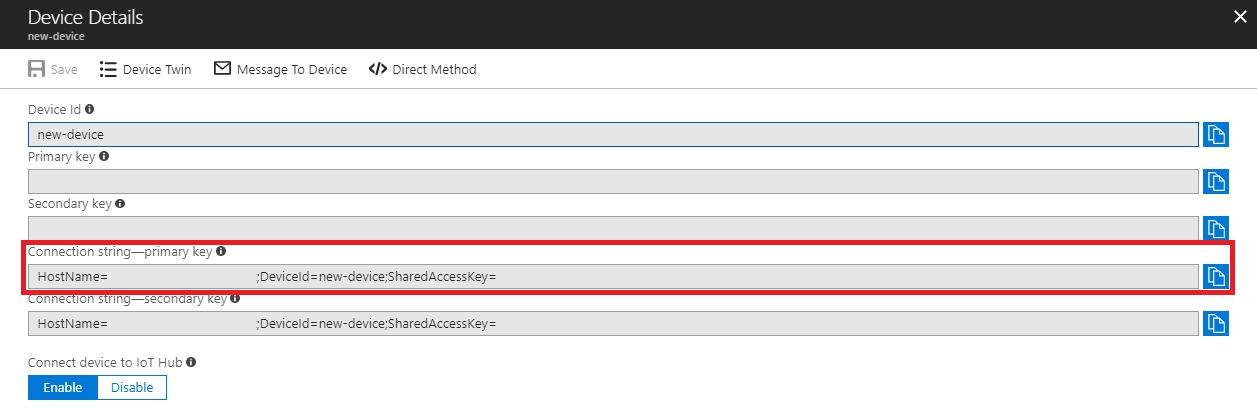 Device Details
new-device
Save Device Twin Message To Device Direct Method
Device Id
new-device
Primary key
Secondary key
Connection string—primary key
HostName= ;DeviceId=new-device;SharedAccessKey=
Connection string—secondary key
HostName= ;DeviceId=new-device;SharedAccessKey=
Connect device to IoT Hub
Enable Disable